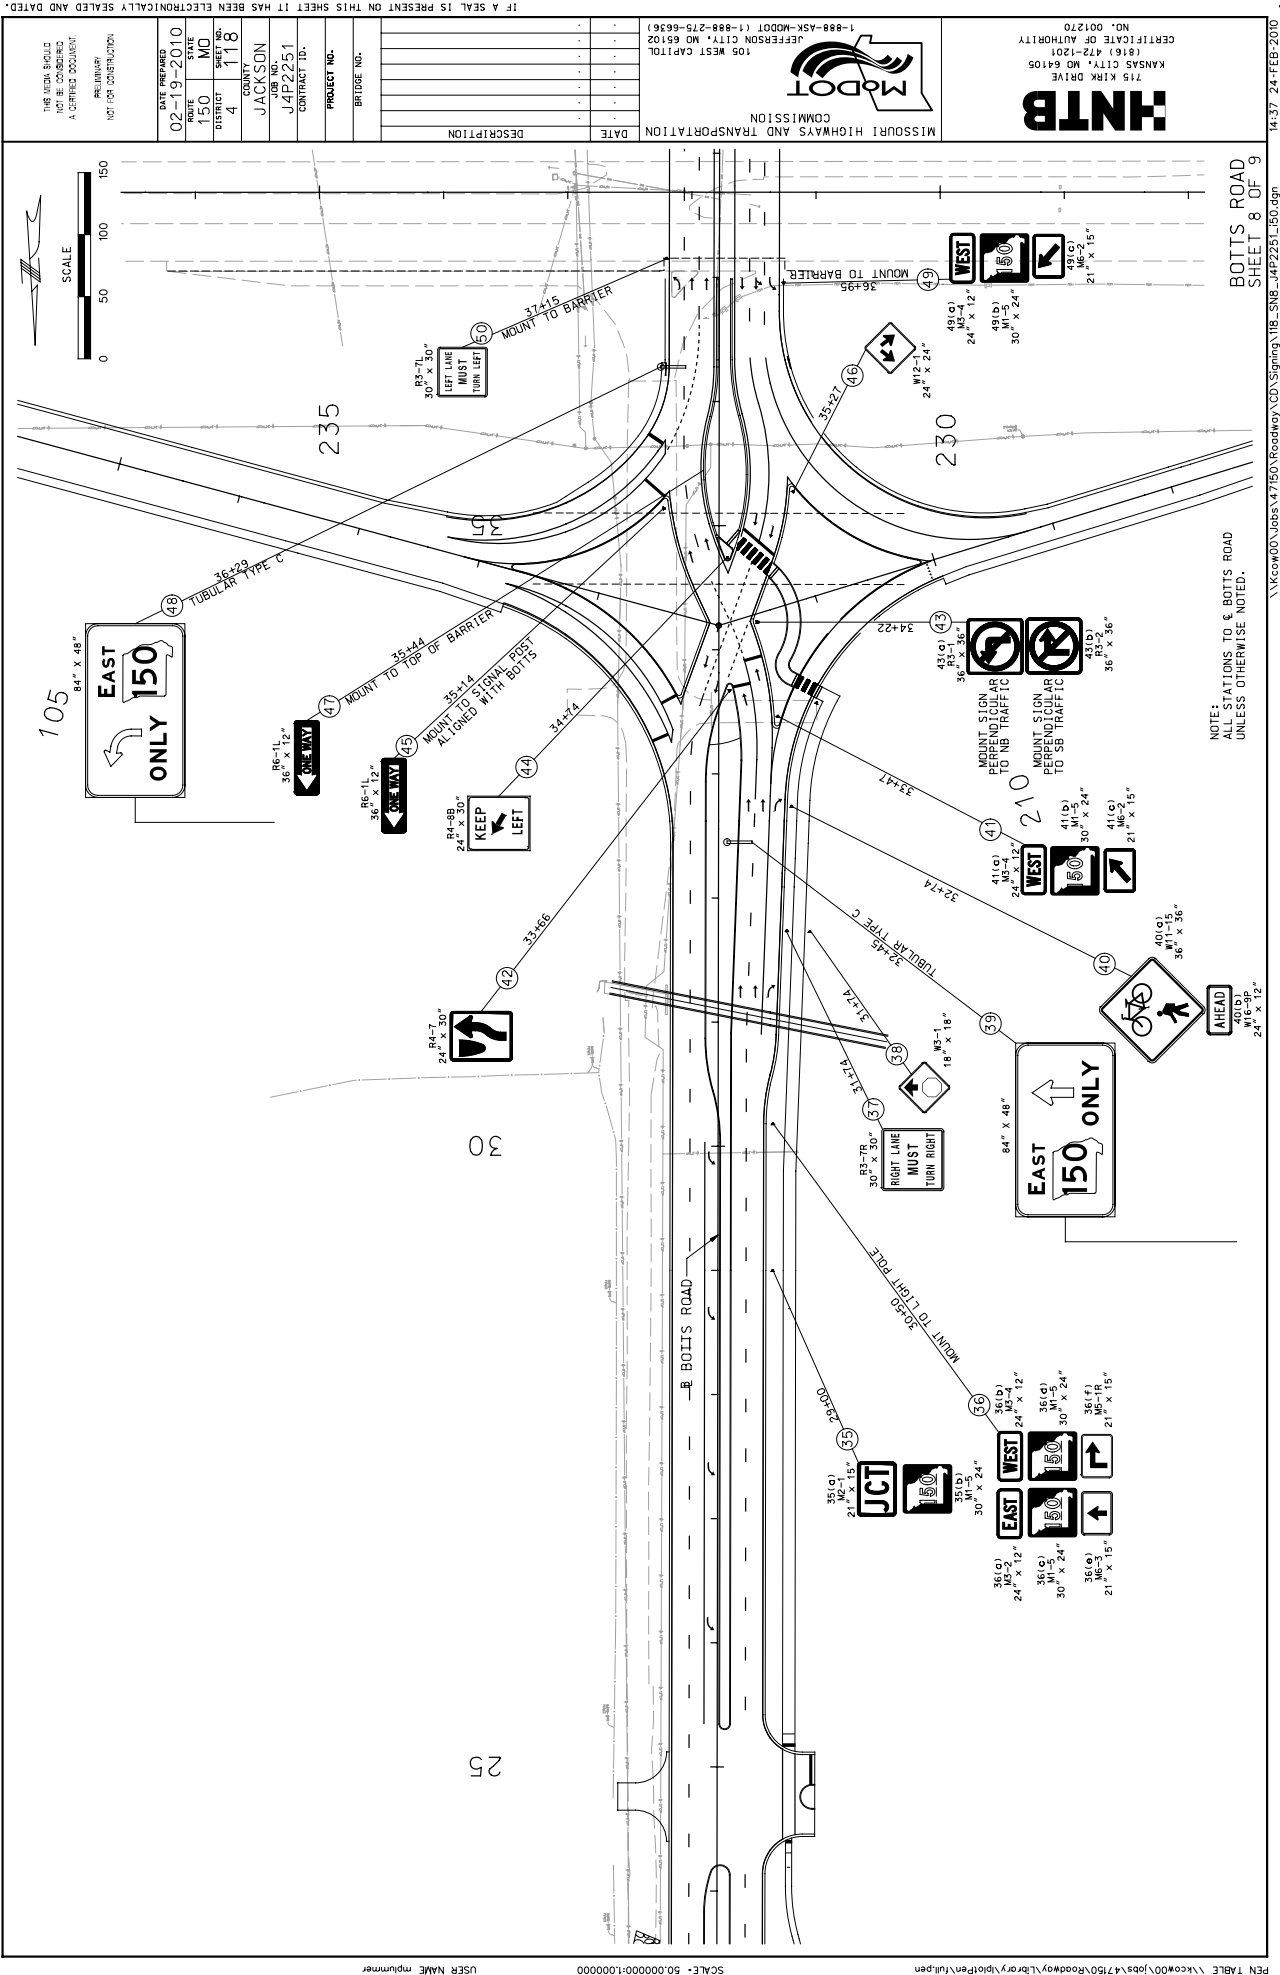 IF A SEAL IS PRESENT ON THIS SHEET IT HAS BEEN ELECTRONICALLY SEALED AND DATED.
THIS MEDIA SHOULD
NOT BE CONSIDERED
A CERTIFIED DOCUMENT.
PRELIMINARY
NOT FOR CONSTRUCTION
DATE PREPARED
02-19-2010
ROUTE
150
STATE
MO
DISTRICT
4
SHEET NO.
118
COUNTY
JACKSON
JOB NO.
J4P2251
CONTRACT ID.
PROJECT NO.
BRIDGE NO.
DESCRIPTION
DATE
MISSOURI HIGHWAYS AND TRANSPORTATION
COMMISSION
MoDOT
105 WEST CAPITOL
JEFFERSON CITY, MO 65102
1-888-ASK-MODOT (1-888-275-6636)
HNTB
715 KIRK DRIVE
KANSAS CITY, MO 64105
(816) 472-1201
CERTIFICATE OF AUTHORITY
NO. 001270
14:37 24-FEB-2010
\\Kcow00\Jobs\47150\Roadway\CD\Signing\118_SN8_J4P2251_150.dgn
BOTTS ROAD
SHEET 8 OF 9
SCALE
0
50
100
150
235
230
105
210
35
30
25
50
37+15
MOUNT TO BARRIER
R3-7L
30" X 30"
LEFT LANE
MUST
TURN LEFT
49
36+95
MOUNT TO BARRIER
49(a)
M3-4
24" X 12"
WEST
49(b)
M1-5
30" X 24"
150
49(c)
M6-2
21" X 15"
46
35+27
W12-1
24" X 24"
48
36+29
TUBULAR TYPE C
84" X 48"
EAST
150
ONLY
47
35+44
MOUNT TO TOP OF BARRIER
R6-1L
36" X 12"
ONE WAY
45
35+14
MOUNT TO SIGNAL POST
ALIGNED WITH BOTTS
R6-1L
36" X 12"
ONE WAY
44
34+74
R4-8B
24" X 30"
KEEP
LEFT
43
34+22
43(a)
R3-1
36" X 36"
43(b)
R3-2
36" X 36"
MOUNT SIGN
PERPENDICULAR
TO NB TRAFFIC
MOUNT SIGN
PERPENDICULAR
TO SB TRAFFIC
NOTE:
ALL STATIONS TO ℄ BOTTS ROAD
UNLESS OTHERWISE NOTED.
42
33+66
R4-7
24" X 30"
41
33+47
41(a)
M3-4
24" X 12"
WEST
41(b)
M1-5
30" X 24"
150
41(c)
M6-2
21" X 15"
40
32+74
40(a)
W11-15
36" X 36"
AHEAD
40(b)
W16-9P
24" X 12"
39
32+45
TUBULAR TYPE C
84" X 48"
EAST
150
ONLY
38
31+74
W3-1
18" X 18"
37
31+74
R3-7R
30" X 30"
RIGHT LANE
MUST
TURN RIGHT
36
30+50
MOUNT TO LIGHT POLE
36(a)
M3-2
24" X 12"
EAST
36(b)
M3-4
24" X 12"
WEST
36(c)
M1-5
30" X 24"
150
36(d)
M1-5
30" X 24"
150
36(e)
M6-3
21" X 15"
36(f)
M5-1R
21" X 15"
35
29+00
35(a)
M2-1
21" X 15"
JCT
35(b)
M1-5
30" X 24"
150
BOTTS ROAD
PEN TABLE \\kccow00\jobs\47150\Roadway\Library\IplotPen\full.pen
SCALE- 50.000000:1.000000
USER NAME mplummer